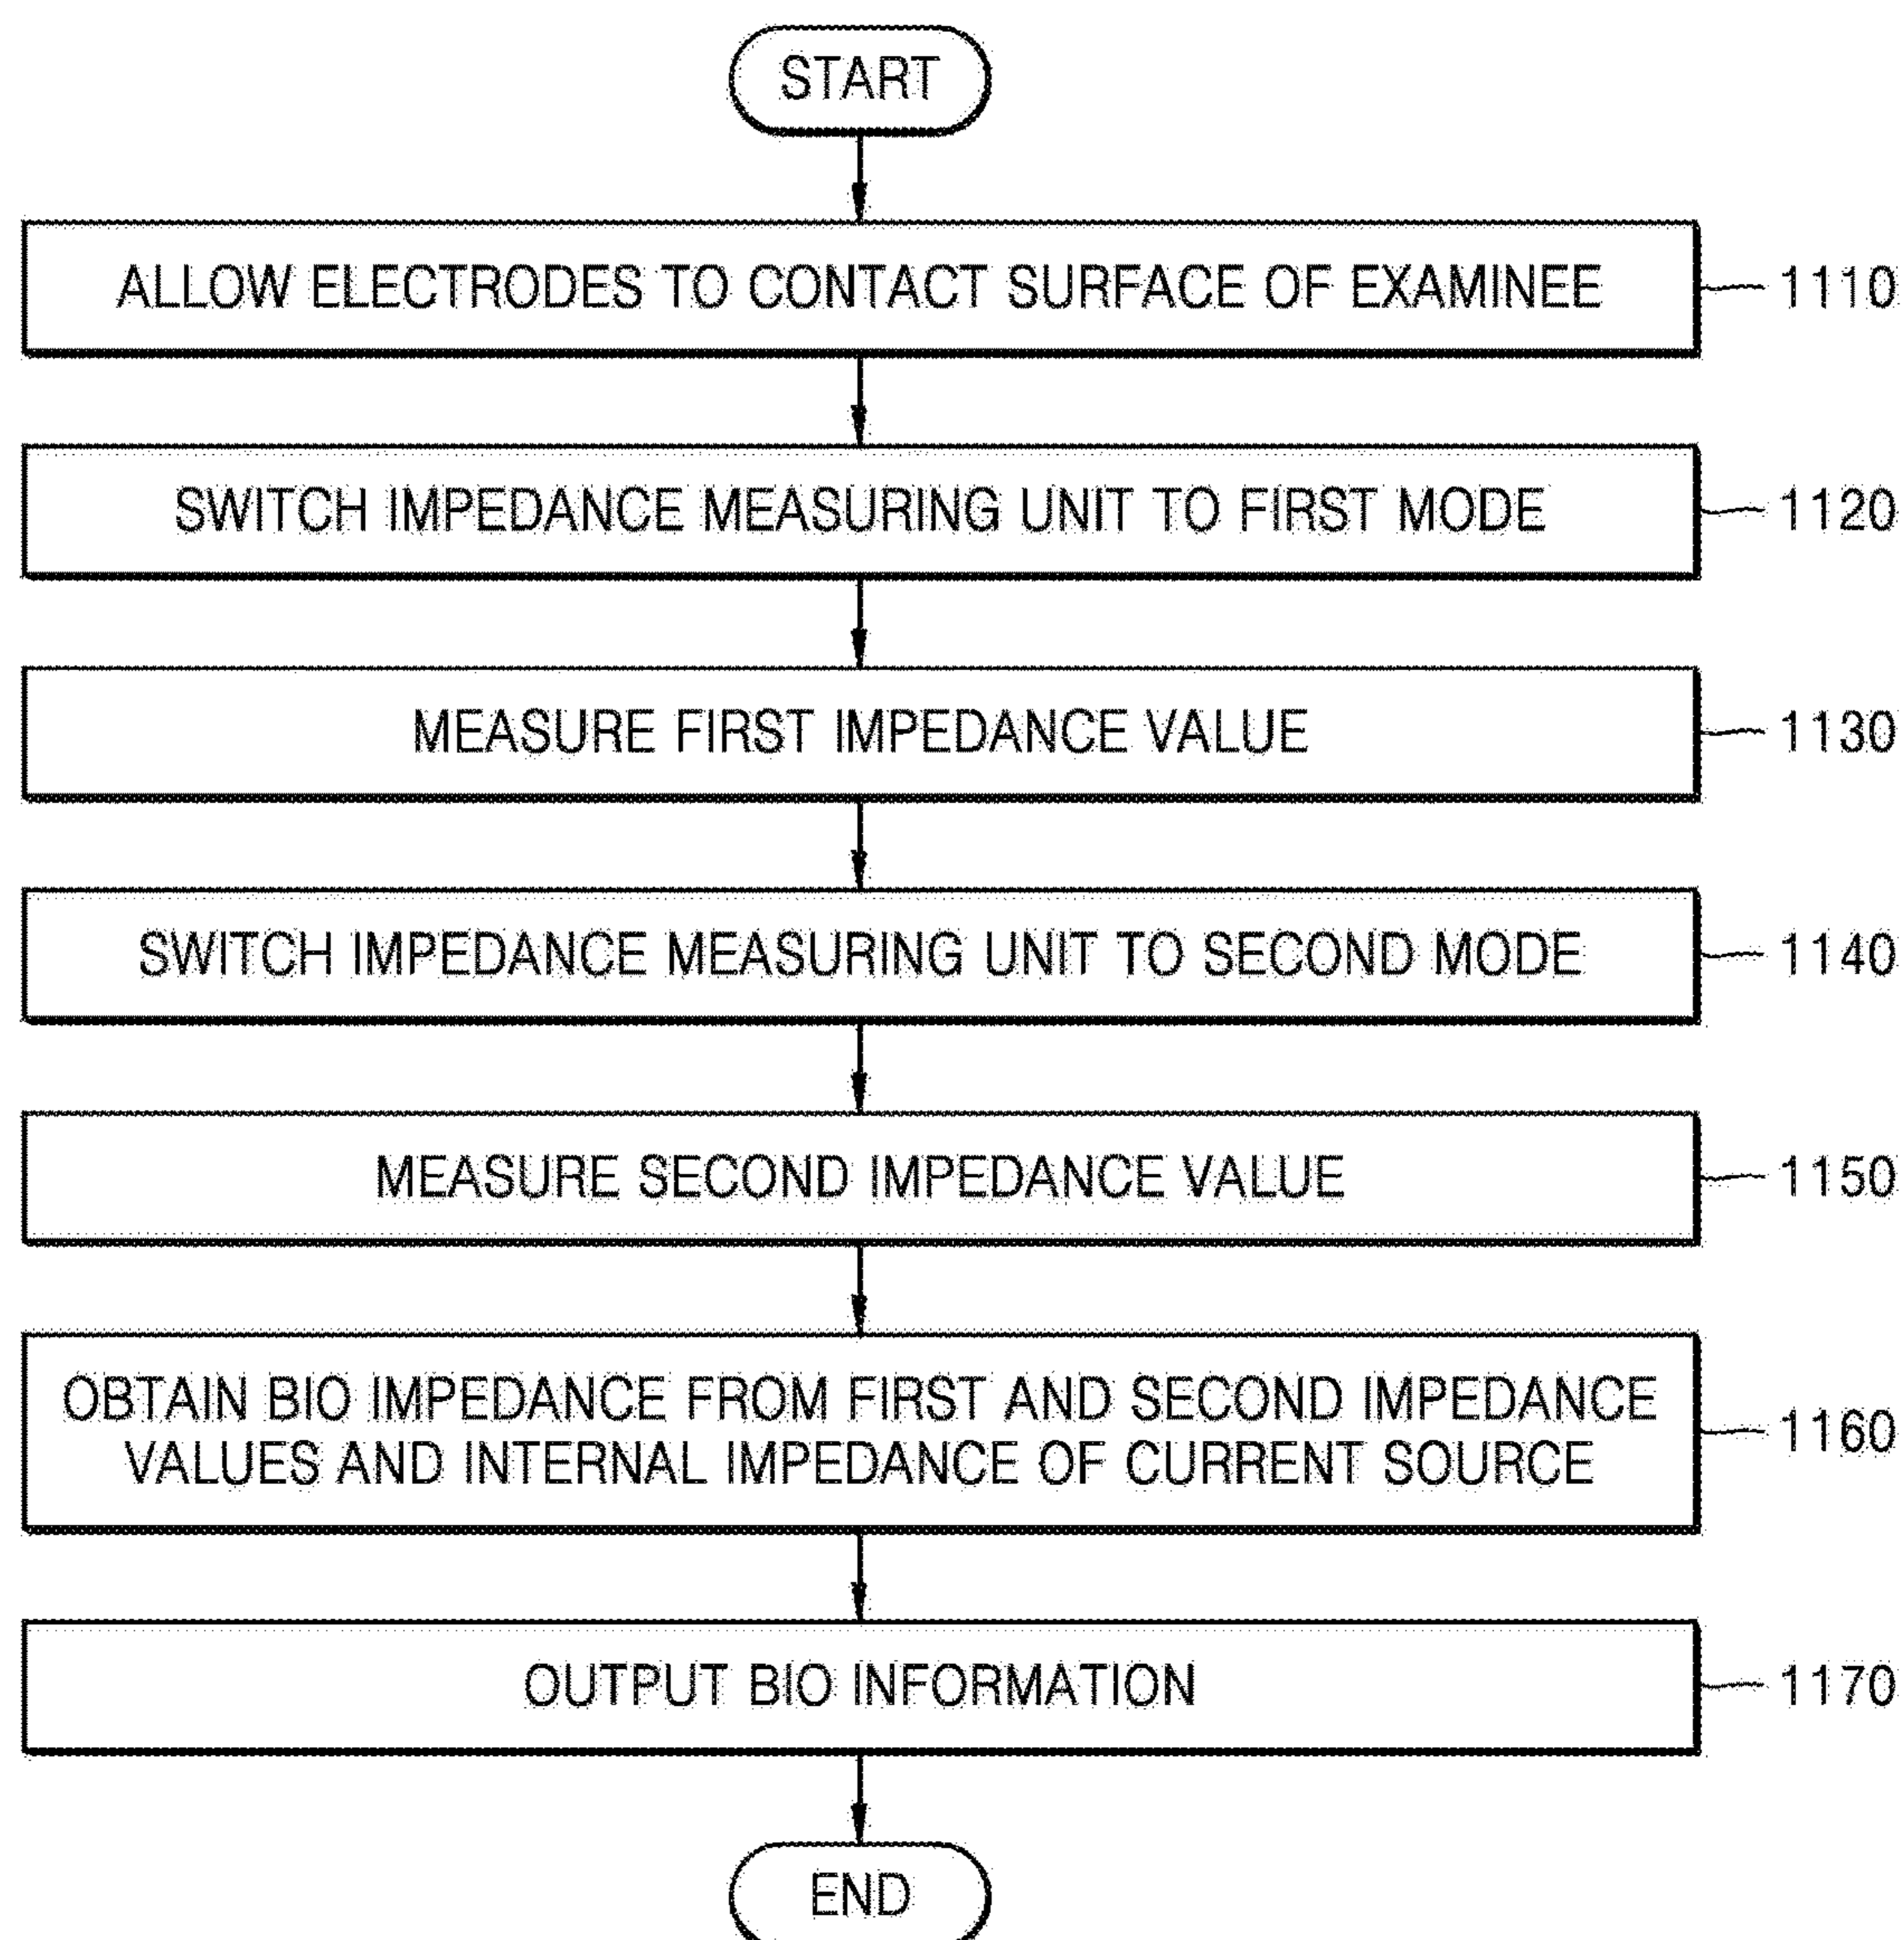 START
ALLOW ELECTRODES TO CONTACT SURFACE OF EXAMINEE
1110
SWITCH IMPEDANCE MEASURING UNIT TO FIRST MODE
1120
MEASURE FIRST IMPEDANCE VALUE
1130
SWITCH IMPEDANCE MEASURING UNIT TO SECOND MODE
1140
MEASURE SECOND IMPEDANCE VALUE
1150
OBTAIN BIO IMPEDANCE FROM FIRST AND SECOND IMPEDANCE
VALUES AND INTERNAL IMPEDANCE OF CURRENT SOURCE
1160
OUTPUT BIO INFORMATION
1170
END